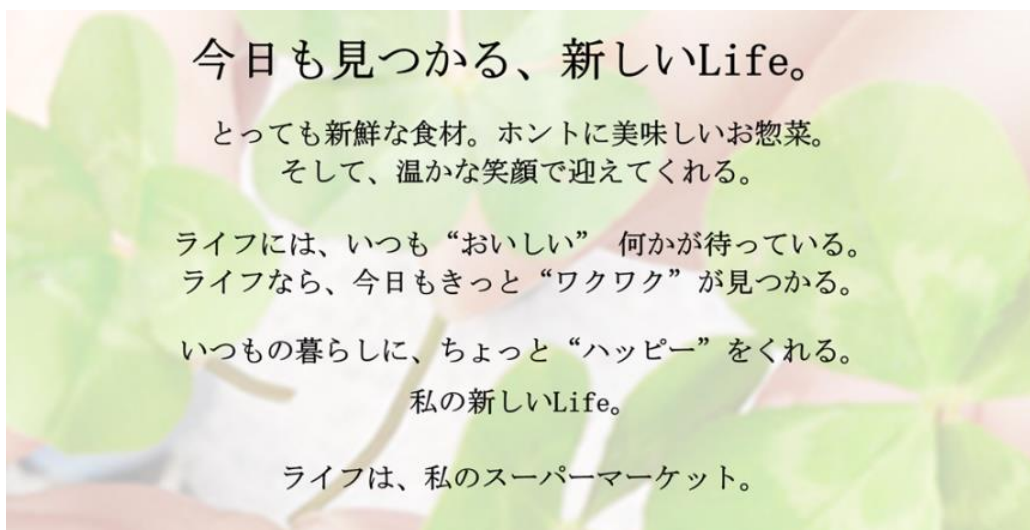 今日も見つかる、新しいLife。
とっても新鮮な食材。ホントに美味しいお惣菜。
そして、温かな笑顔で迎えてくれる。
ライフには、いつも“おいしい” 何かが待っている。
ライフなら、今日もきっと“ワクワク”が見つかる。
いつもの暮らしに、ちょっと“ハッピー”をくれる。
私の新しいLife。
ライフは、私のスーパーマーケット。